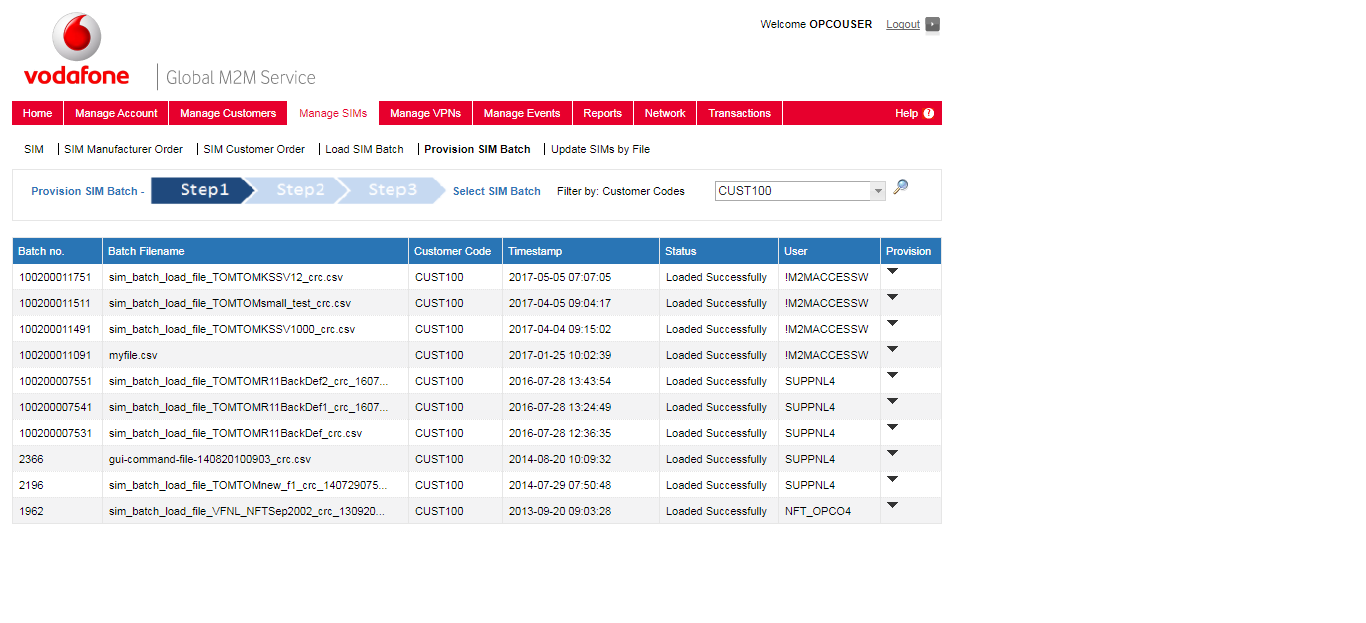 Welcome OPCOUSER Logout
vodafone Global M2M Service
Home Manage Account Manage Customers Manage SIMs Manage VPNs Manage Events Reports Network Transactions Help ?
SIM SIM Manufacturer Order SIM Customer Order Load SIM Batch Provision SIM Batch Update SIMs by File
Provision SIM Batch - Step1 Step2 Step3 Select SIM Batch Filter by: Customer Codes CUST100
Batch no. Batch Filename Customer Code Timestamp Status User Provision
100200011751 sim_batch_load_file_TOMTOMKSSV12_crc.csv CUST100 2017-05-05 07:07:05 Loaded Successfully !M2MACCESSW
100200011511 sim_batch_load_file_TOMTOMsmall_test_crc.csv CUST100 2017-04-05 09:04:17 Loaded Successfully !M2MACCESSW
100200011491 sim_batch_load_file_TOMTOMKSSV1000_crc.csv CUST100 2017-04-04 09:15:02 Loaded Successfully !M2MACCESSW
100200011091 myfile.csv CUST100 2017-01-25 10:02:39 Loaded Successfully !M2MACCESSW
100200007551 sim_batch_load_file_TOMTOMR11BackDef2_crc_1607... CUST100 2016-07-28 13:43:54 Loaded Successfully SUPPNL4
100200007541 sim_batch_load_file_TOMTOMR11BackDef1_crc_1607... CUST100 2016-07-28 13:24:49 Loaded Successfully SUPPNL4
100200007531 sim_batch_load_file_TOMTOMR11BackDef_crc.csv CUST100 2016-07-28 12:36:35 Loaded Successfully SUPPNL4
2366 gui-command-file-140820100903_crc.csv CUST100 2014-08-20 10:09:32 Loaded Successfully SUPPNL4
2196 sim_batch_load_file_TOMTOMnew_f1_crc_140729075... CUST100 2014-07-29 07:50:48 Loaded Successfully SUPPNL4
1962 sim_batch_load_file_VFNL_NFTSep2002_crc_130920... CUST100 2013-09-20 09:03:28 Loaded Successfully NFT_OPCO4